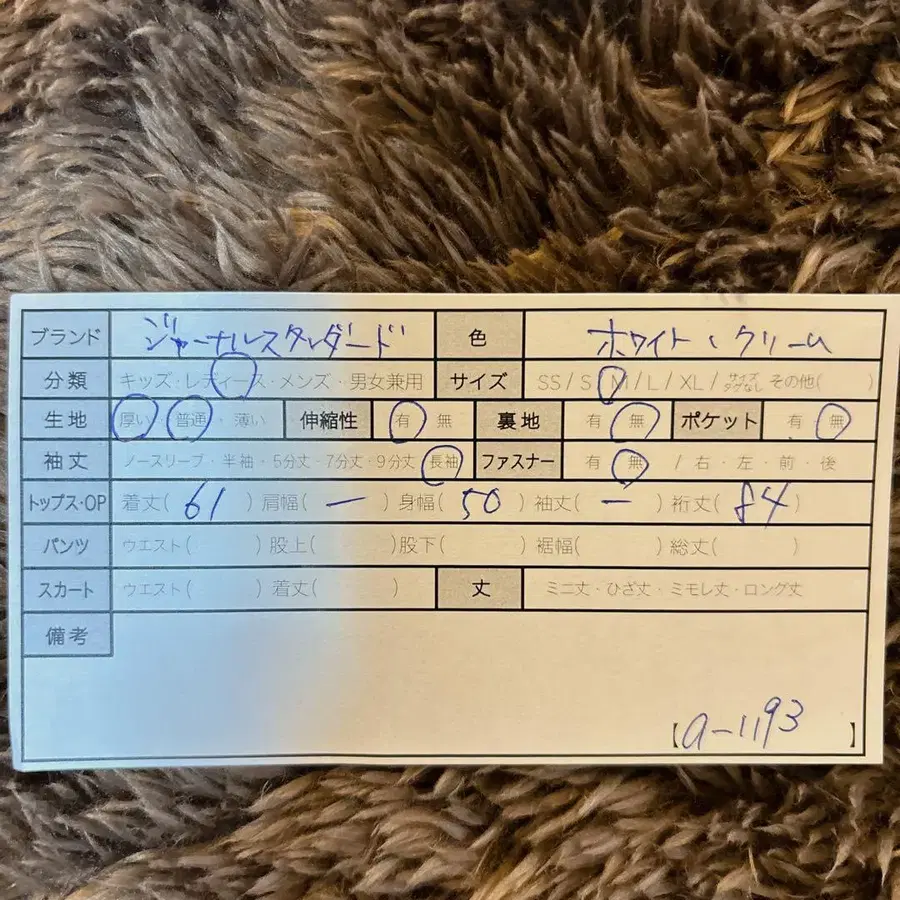 ブランド ジャーナルスタンダード 色 ホワイト、クリーム
分類 キッズ・レディース・メンズ・男女兼用 サイズ SS / S / M / L / XL / サイズタグなし その他( )
生地 厚い・普通・薄い 伸縮性 有 無 裏地 有 無 ポケット 有 無
袖丈 ノースリーブ・半袖・5分丈・7分丈・9分丈・長袖 ファスナー 有 無 / 右・左・前・後
トップス・OP 着丈( 61 ) 肩幅( ー ) 身幅( 50 ) 袖丈( ー ) 裄丈( 84 )
パンツ ウエスト( ) 股上( ) 股下( ) 裾幅( ) 総丈( )
スカート ウエスト( ) 着丈( ) 丈 ミニ丈・ひざ丈・ミモレ丈・ロング丈
備考
【a-1193 】